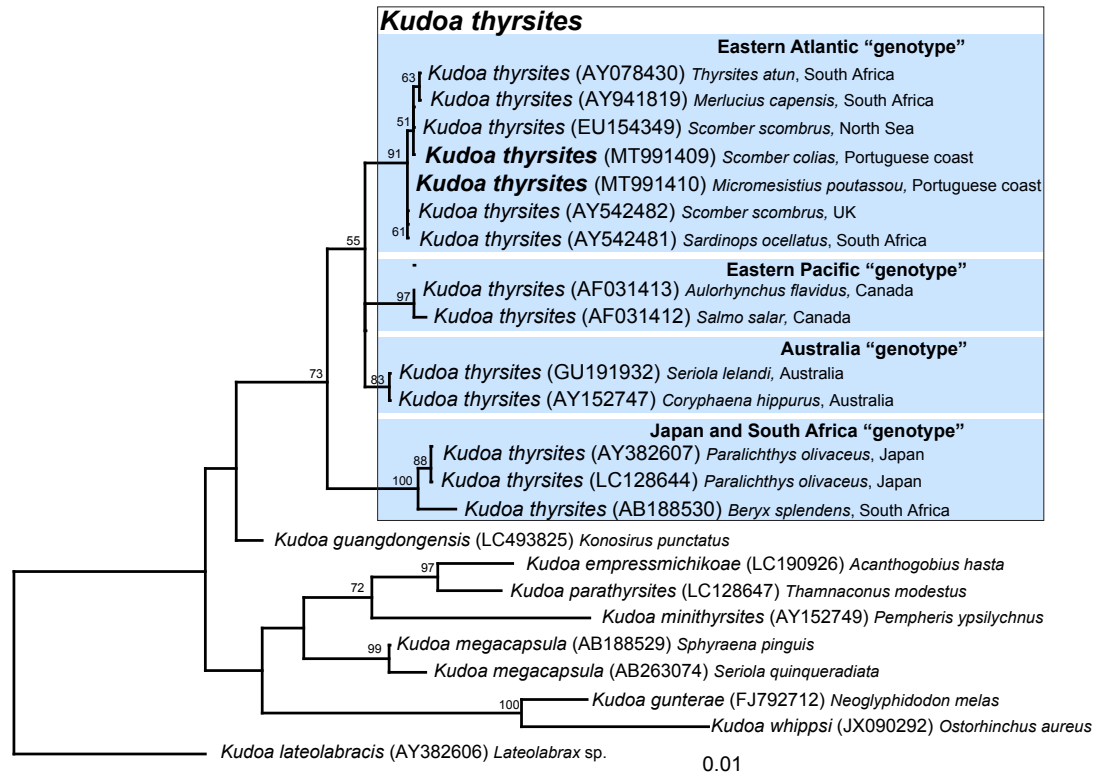 Kudoa thyrsites
Eastern Atlantic “genotype”
63
Kudoa thyrsites (AY078430) Thyrsites atun, South Africa
Kudoa thyrsites (AY941819) Merlucius capensis, South Africa
51
Kudoa thyrsites (EU154349) Scomber scombrus, North Sea
91
Kudoa thyrsites (MT991409) Scomber colias, Portuguese coast
Kudoa thyrsites (MT991410) Micromesistius poutassou, Portuguese coast
Kudoa thyrsites (AY542482) Scomber scombrus, UK
61
Kudoa thyrsites (AY542481) Sardinops ocellatus, South Africa
55
Eastern Pacific “genotype”
97
Kudoa thyrsites (AF031413) Aulorhynchus flavidus, Canada
Kudoa thyrsites (AF031412) Salmo salar, Canada
Australia “genotype”
73
83
Kudoa thyrsites (GU191932) Seriola lelandi, Australia
Kudoa thyrsites (AY152747) Coryphaena hippurus, Australia
Japan and South Africa “genotype”
88
Kudoa thyrsites (AY382607) Paralichthys olivaceus, Japan
100
Kudoa thyrsites (LC128644) Paralichthys olivaceus, Japan
Kudoa thyrsites (AB188530) Beryx splendens, South Africa
Kudoa guangdongensis (LC493825) Konosirus punctatus
97
Kudoa empressmichikoae (LC190926) Acanthogobius hasta
72
Kudoa parathyrsites (LC128647) Thamnaconus modestus
Kudoa minithyrsites (AY152749) Pempheris ypsilychnus
99
Kudoa megacapsula (AB188529) Sphyraena pinguis
Kudoa megacapsula (AB263074) Seriola quinqueradiata
100
Kudoa gunterae (FJ792712) Neoglyphidodon melas
Kudoa whippsi (JX090292) Ostorhinchus aureus
Kudoa lateolabracis (AY382606) Lateolabrax sp.
0.01